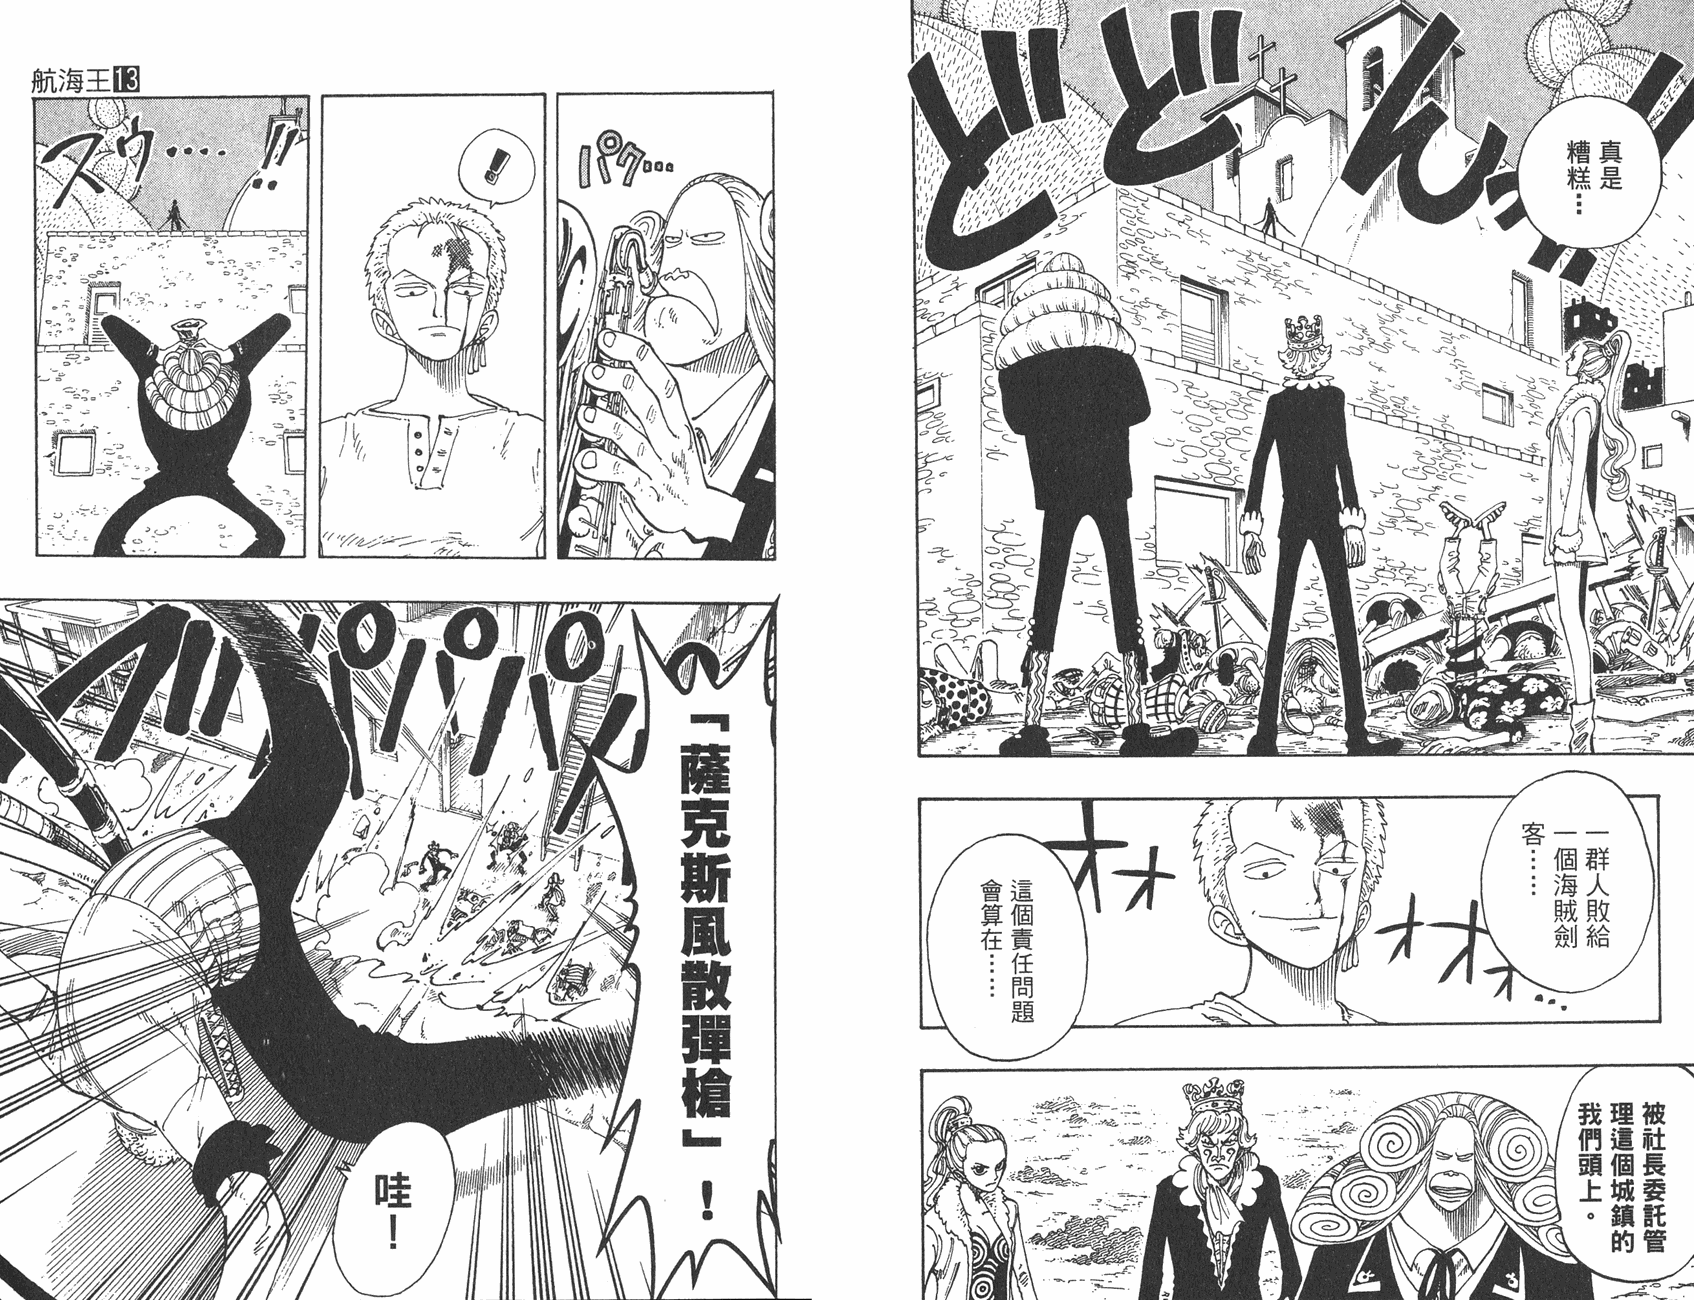 どどんっ!!
真是
糟糕…
一群人敗給
一個海賊劍
客……
オオ
オオオ…
這個責任問題
會算在……
被社長委託管
理這個城鎮的
我們頭上。
航海王13
パク…
!
スウ‥‥!!
「薩克斯風散彈槍」!
ズパパパパ
哇!